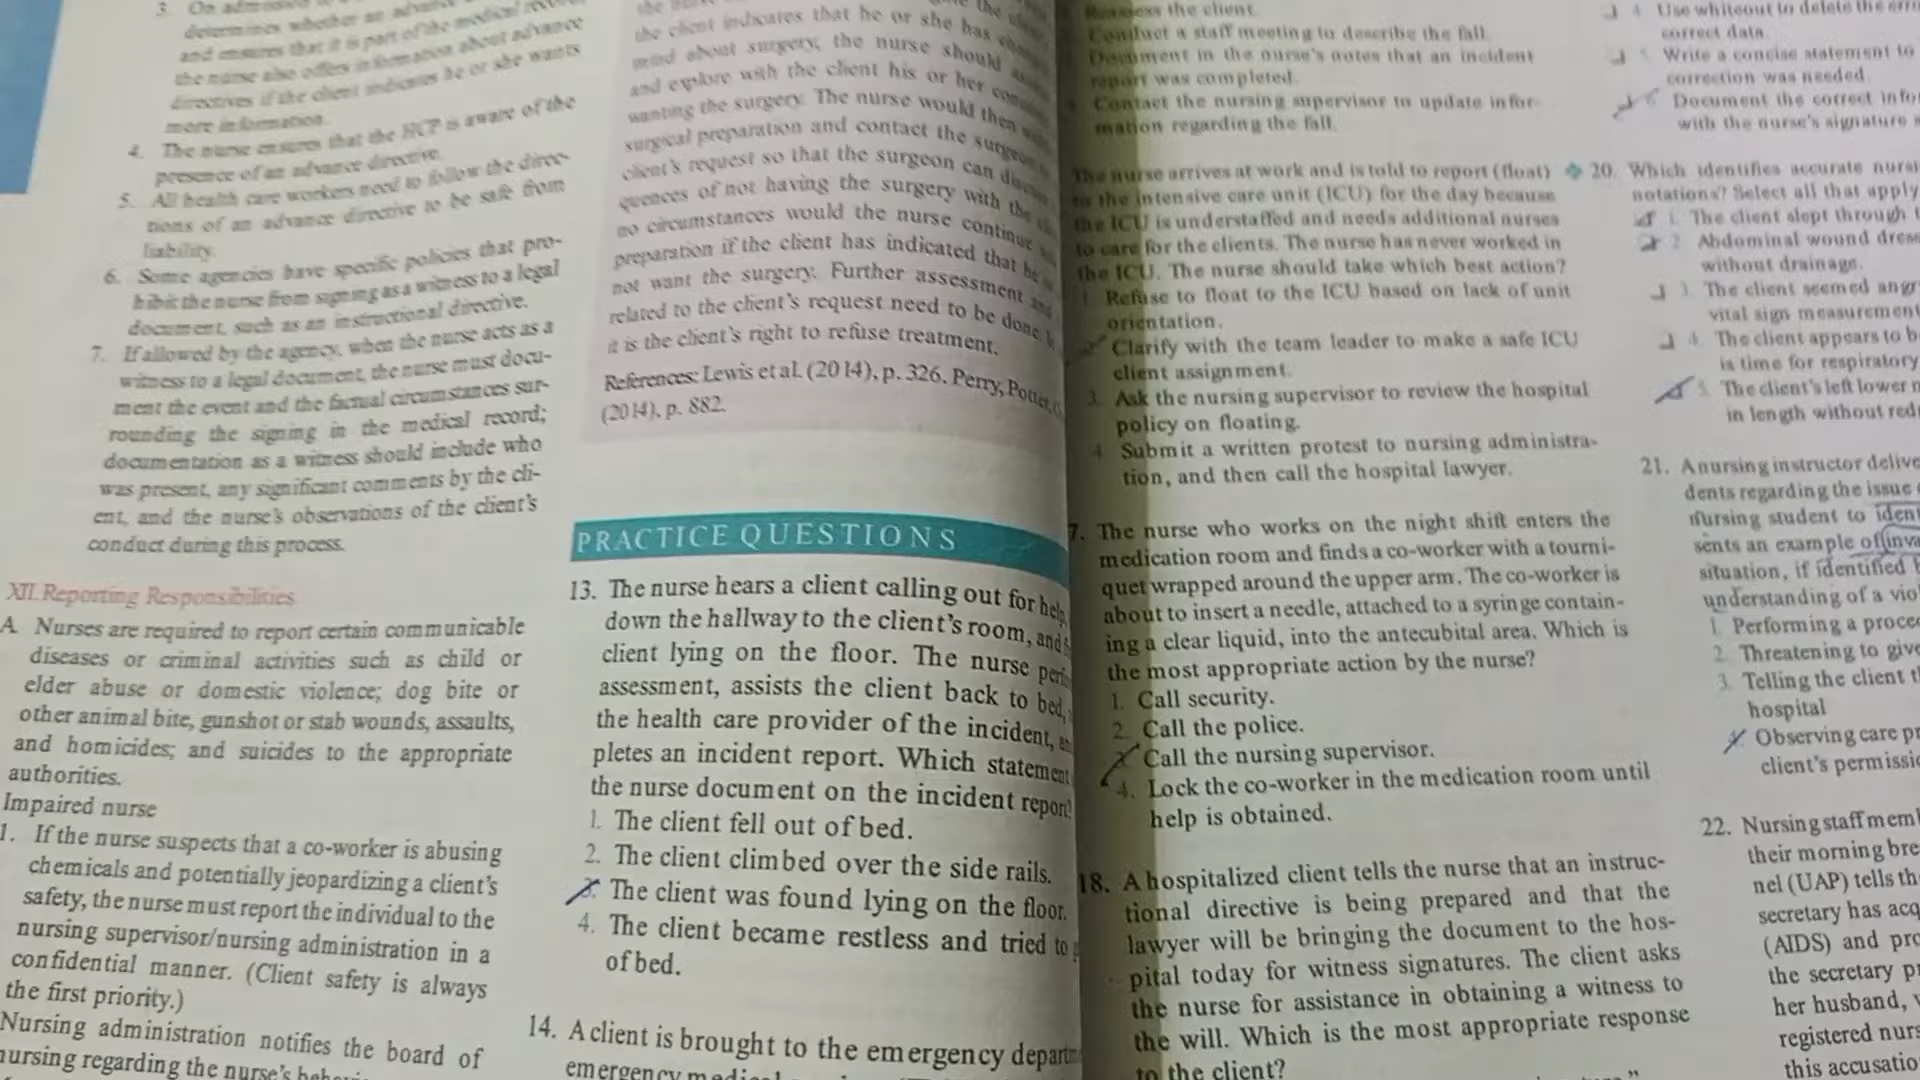 3. On admission
determines whether an
and ensures that it is part of the medical
the nurse also offers information about advance
directives if the client indicates he or she wants
more information.
4. The nurse ensures that the HCP is aware of the
presence of an advance directive.
5. All health care workers need to follow the direc-
tions of an advance directive to be safe from
liability.
6. Some agencies have specific policies that pro-
hibit the nurse from signing as a witness to a legal
document, such as an instructional directive.
7. If allowed by the agency, when the nurse acts as a
witness to a legal document, the nurse must docu-
ment the event and the factual circumstances sur-
rounding the signing in the medical record;
documentation as a witness should include who
was present, any significant comments by the cli-
ent, and the nurse's observations of the client's
conduct during this process.
XII. Reporting Responsibilities
A. Nurses are required to report certain communicable
diseases or criminal activities such as child or
elder abuse or domestic violence; dog bite or
other animal bite, gunshot or stab wounds, assaults,
and homicides; and suicides to the appropriate
authorities.
Impaired nurse
1. If the nurse suspects that a co-worker is abusing
chemicals and potentially jeopardizing a client's
safety, the nurse must report the individual to the
nursing supervisor/nursing administration in a
confidential manner. (Client safety is always
the first priority.)
Nursing administration notifies the board of
nursing regarding the nurse's
the client indicates that he or she has
mind about surgery, the nurse should
and explore with the client his or her
wanting the surgery. The nurse would then
surgical preparation and contact the surgeon
client's request so that the surgeon can
quences of not having the surgery with the
no circumstances would the nurse continue
preparation if the client has indicated that he
not want the surgery. Further assessment and
related to the client's request need to be done.
it is the client's right to refuse treatment.
References: Lewis et al. (2014), p. 326. Perry, Potter,
(2014), p. 882.
PRACTICE QUESTIONS
13. The nurse hears a client calling out for help,
down the hallway to the client's room, and
client lying on the floor. The nurse
assessment, assists the client back to bed,
the health care provider of the incident,
pletes an incident report. Which statement
the nurse document on the incident report?
1. The client fell out of bed.
2. The client climbed over the side rails.
3. The client was found lying on the floor.
4. The client became restless and tried to
of bed.
14. A client is brought to the emergency
Reassess the client.
Conduct a staff meeting to describe the fall.
Document in the nurse's notes that an incident
report was completed.
Contact the nursing supervisor to update infor-
mation regarding the fall.
The nurse arrives at work and is told to report (float)
to the intensive care unit (ICU) for the day because
the ICU is understaffed and needs additional nurses
to care for the clients. The nurse has never worked in
the ICU. The nurse should take which best action?
1. Refuse to float to the ICU based on lack of unit
orientation.
2. Clarify with the team leader to make a safe ICU
client assignment.
3. Ask the nursing supervisor to review the hospital
policy on floating.
4. Submit a written protest to nursing administra-
tion, and then call the hospital lawyer.
7. The nurse who works on the night shift enters the
medication room and finds a co-worker with a tourni-
quet wrapped around the upper arm. The co-worker is
about to insert a needle, attached to a syringe contain-
ing a clear liquid, into the antecubital area. Which is
the most appropriate action by the nurse?
1. Call security.
2. Call the police.
3. Call the nursing supervisor.
4. Lock the co-worker in the medication room until
help is obtained.
18. A hospitalized client tells the nurse that an instruc-
tional directive is being prepared and that the
lawyer will be bringing the document to the hos-
pital today for witness signatures. The client asks
the nurse for assistance in obtaining a witness to
the will. Which is the most appropriate response
to the client?
4. Use whiteout to delete the
correct data.
5. Write a concise statement to
correction was needed.
6. Document the correct
with the nurse's signature
20. Which identifies accurate
notations? Select all that apply.
1. The client slept through
2. Abdominal wound
without drainage.
3. The client seemed
vital sign measurement
4. The client appears to
is time for respiratory
5. The client's left lower
in length without
21. A nursing instructor
dents regarding the issue
nursing student to
sents an example of
situation, if identified
understanding of a
1. Performing a
2. Threatening to
3. Telling the client
hospital
4. Observing care
client's
22. Nursing staff
their morning
nel (UAP) tells
secretary has
(AIDS) and
the secretary
her husband,
registered
this